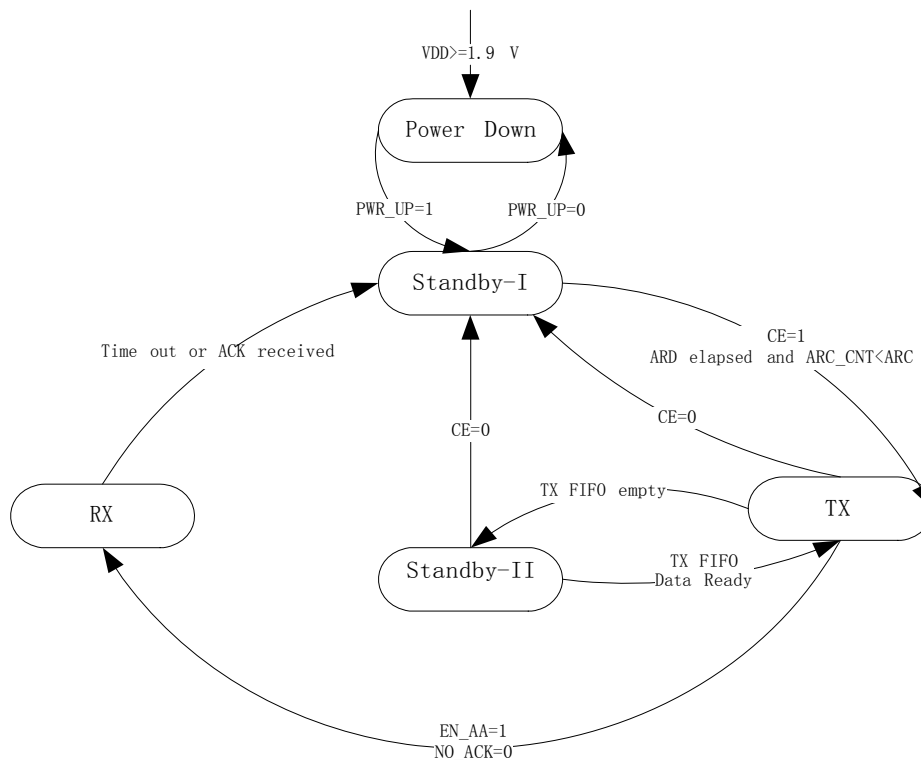 VDD>=1.9 V
Power Down
PWR_UP=1
PWR_UP=0
Standby-I
Time out or ACK received
CE=1
ARD elapsed and ARC_CNT<ARC
CE=0
CE=0
TX FIFO empty
RX
TX
Standby-II
TX FIFO
Data Ready
EN_AA=1
NO ACK=0